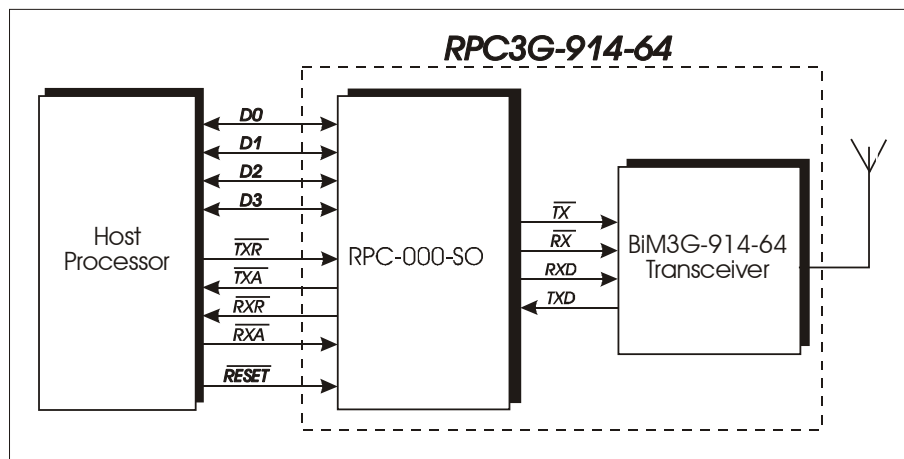 RPC3G-914-64
D0
D1
D2
D3
Host
Processor
TXR
TXA
RXR
RXA
RESET
RPC-000-SO
TX
RX
RXD
TXD
BiM3G-914-64
Transceiver